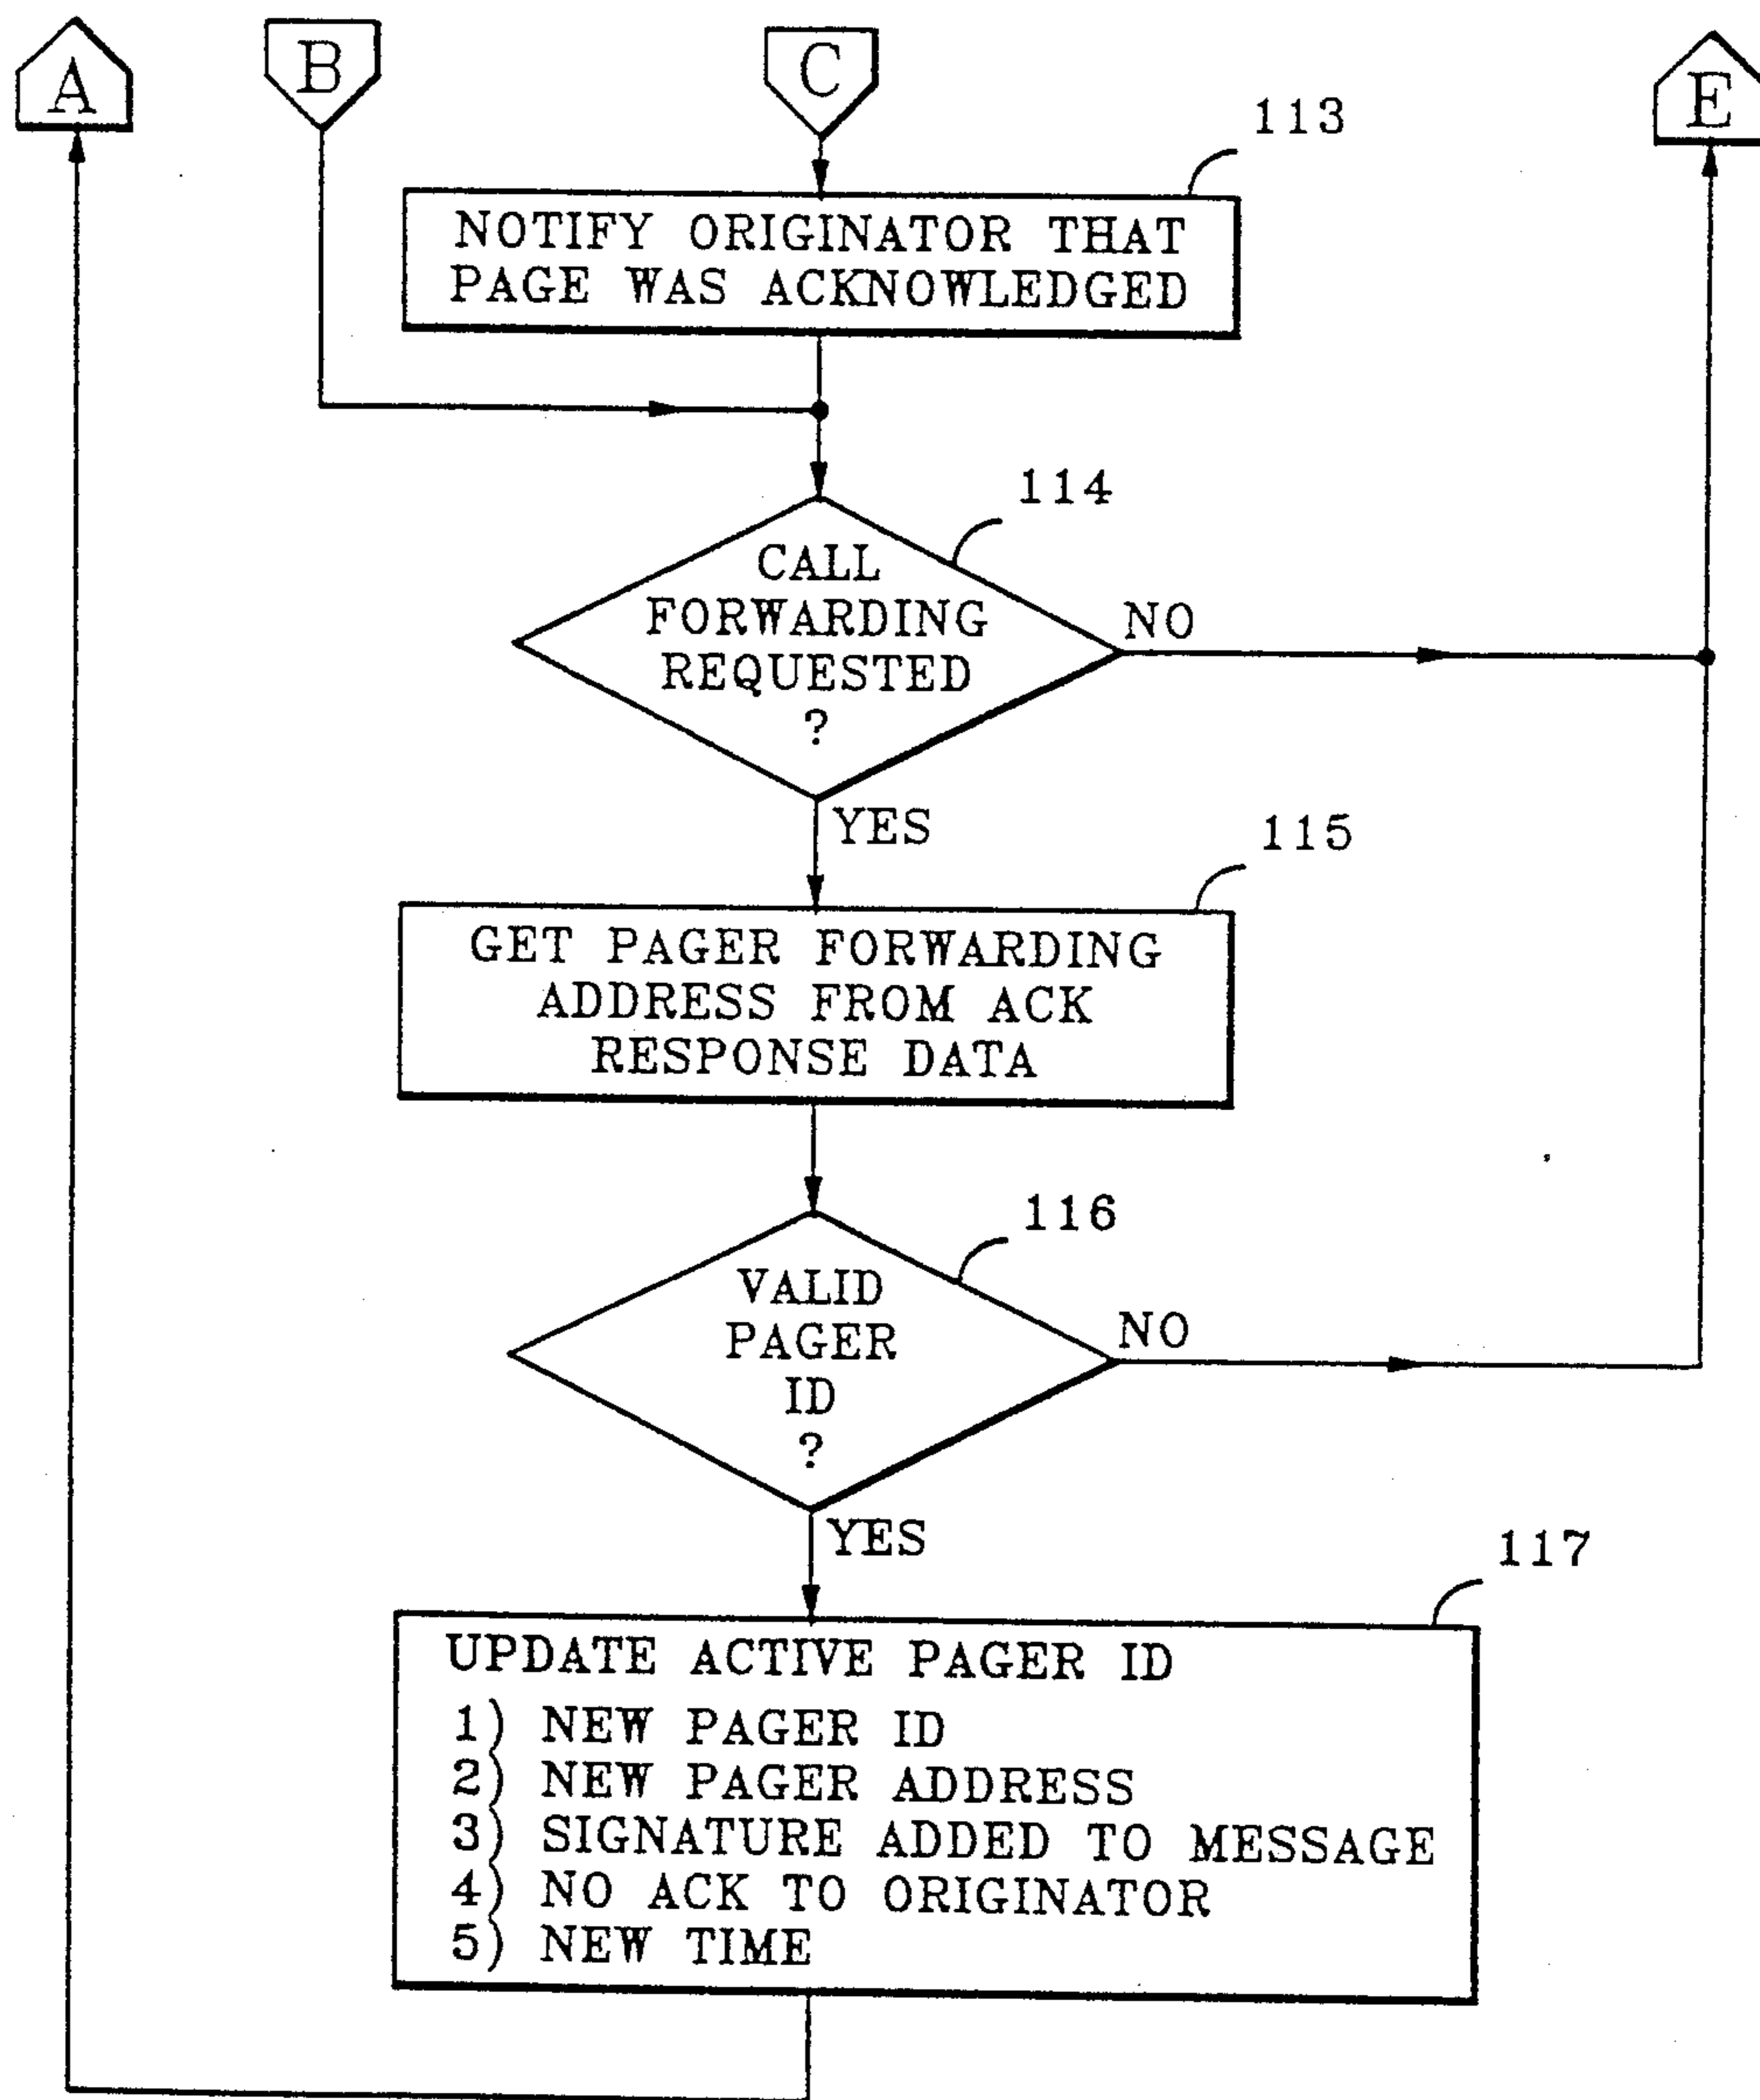 A
B
C
E
113
NOTIFY ORIGINATOR THAT
PAGE WAS ACKNOWLEDGED
114
CALL
FORWARDING
REQUESTED
?
NO
YES
115
GET PAGER FORWARDING
ADDRESS FROM ACK
RESPONSE DATA
116
VALID
PAGER
ID
?
NO
YES
117
UPDATE ACTIVE PAGER ID
1) NEW PAGER ID
2) NEW PAGER ADDRESS
3) SIGNATURE ADDED TO MESSAGE
4) NO ACK TO ORIGINATOR
5) NEW TIME